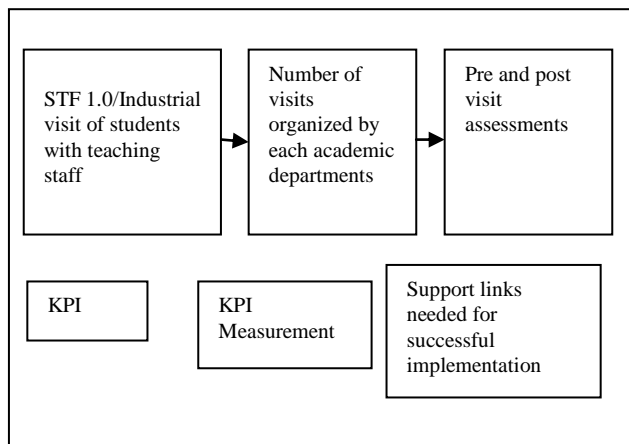 STF 1.0/Industrial
visit of students
with teaching
staff
Number of
visits
organized by
each academic
departments
Pre and post
visit
assessments
KPI
KPI
Measurement
Support links
needed for
successful
implementation